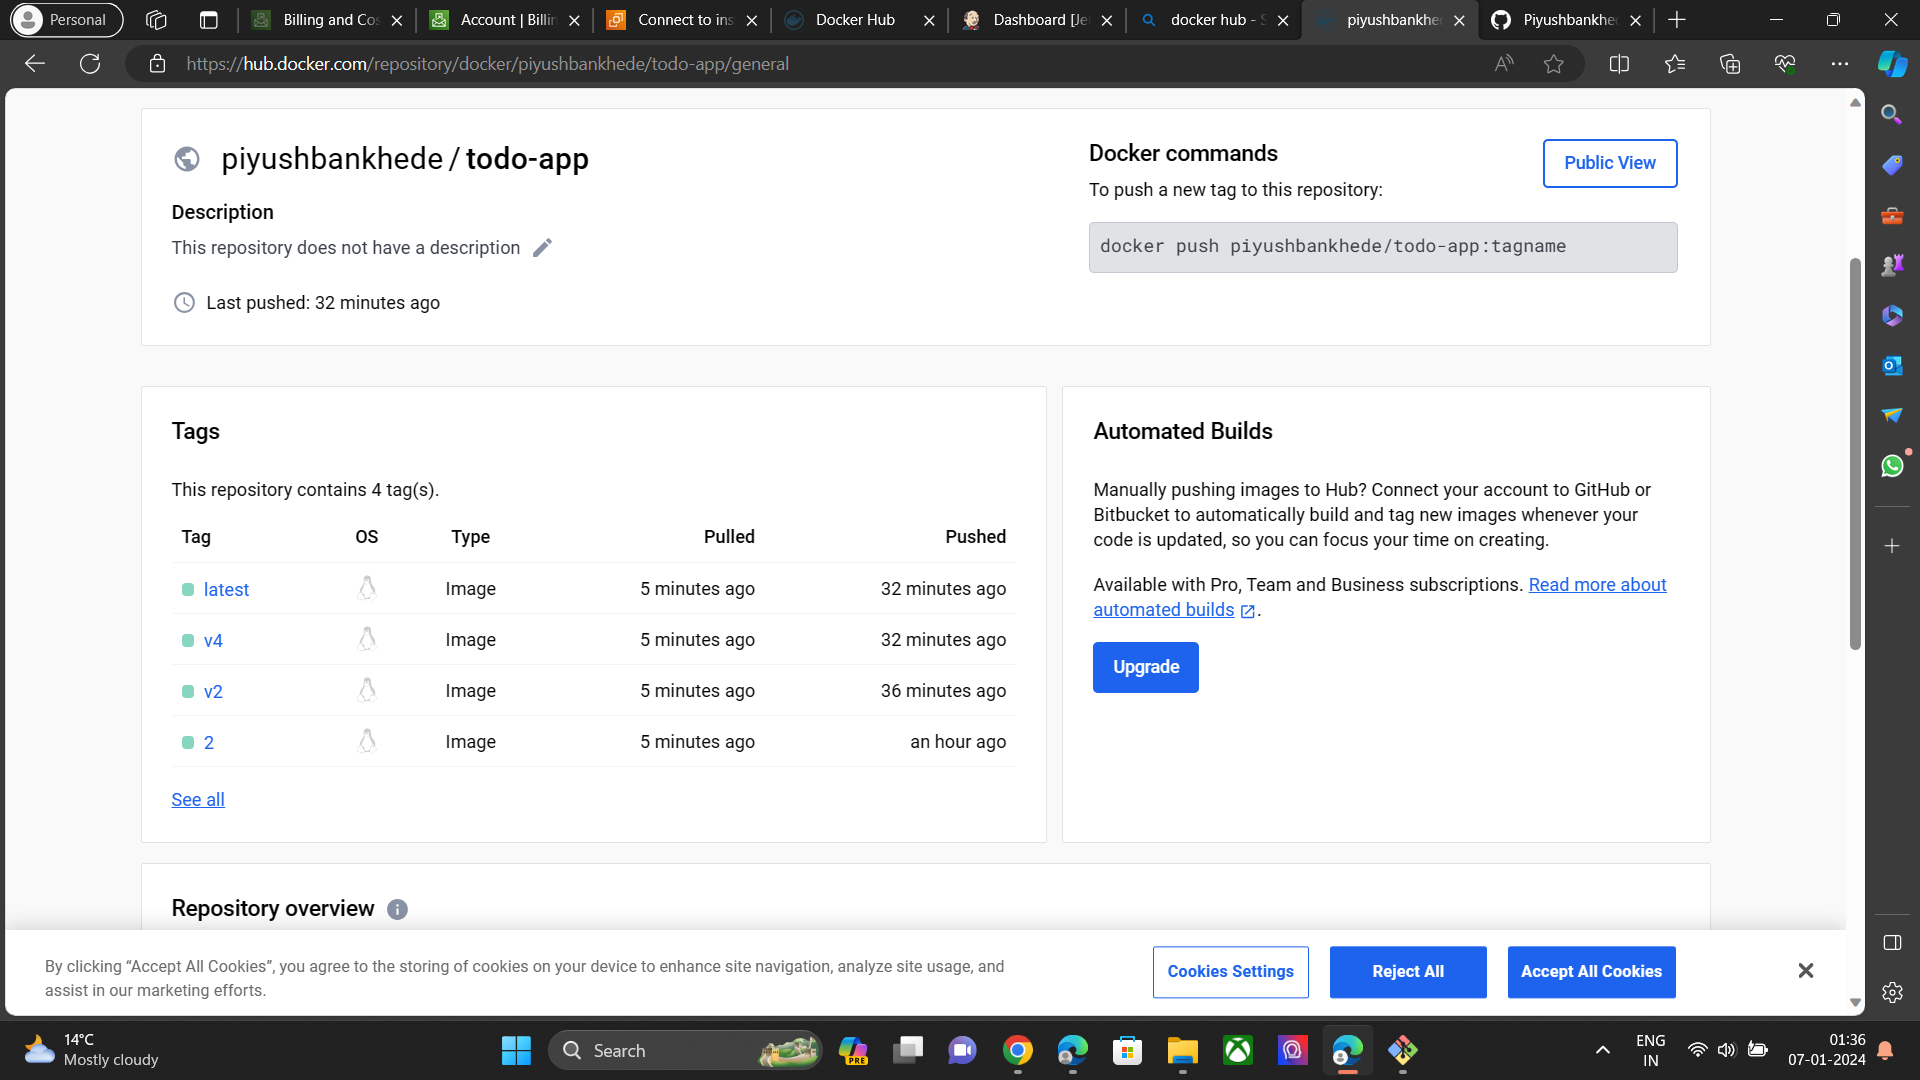 Personal
Billing and Cos
Account | Billin
Connect to ins
Docker Hub
Dashboard [Je
docker hub - S
piyushbankhe
Piyushbankhe
https://hub.docker.com/repository/docker/piyushbankhede/todo-app/general
piyushbankhede / todo-app
Description
This repository does not have a description
Last pushed: 32 minutes ago
Docker commands
To push a new tag to this repository:
Public View
docker push piyushbankhede/todo-app:tagname
Tags
This repository contains 4 tag(s).
Tag OS Type Pulled Pushed
latest Image 5 minutes ago 32 minutes ago
v4 Image 5 minutes ago 32 minutes ago
v2 Image 5 minutes ago 36 minutes ago
2 Image 5 minutes ago an hour ago
See all
Automated Builds
Manually pushing images to Hub? Connect your account to GitHub or
Bitbucket to automatically build and tag new images whenever your
code is updated, so you can focus your time on creating.
Available with Pro, Team and Business subscriptions. Read more about
automated builds .
Upgrade
Repository overview
By clicking “Accept All Cookies”, you agree to the storing of cookies on your device to enhance site navigation, analyze site usage, and
assist in our marketing efforts.
Cookies Settings
Reject All
Accept All Cookies
14°C
Mostly cloudy
Search
PRE
ENG
IN
01:36
07-01-2024